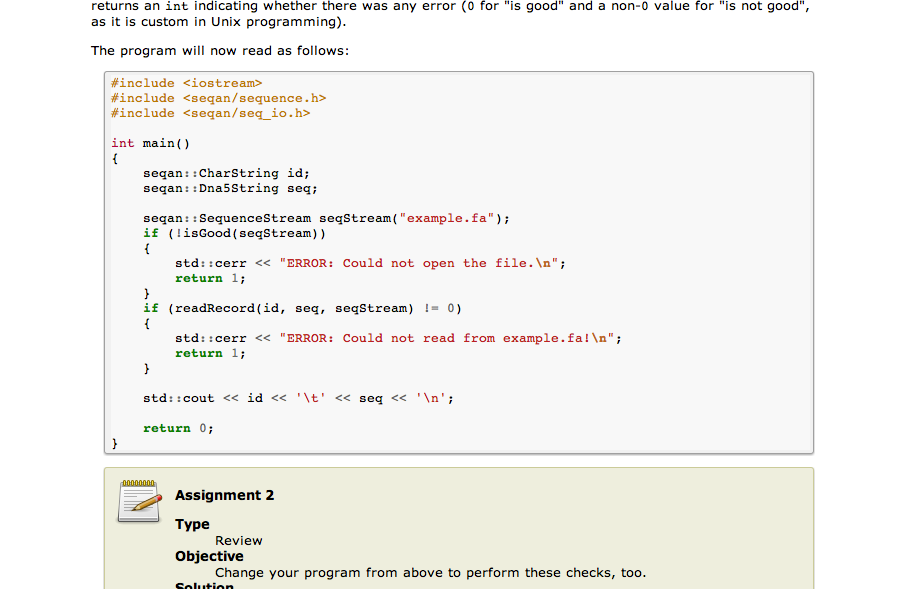 returns an int indicating whether there was any error (0 for "is good" and a non-0 value for "is not good",
as it is custom in Unix programming).
The program will now read as follows:
#include <iostream>
#include <seqan/sequence.h>
#include <seqan/seq_io.h>
int main()
{
    seqan::CharString id;
    seqan::Dna5String seq;
    seqan::SequenceStream seqStream("example.fa");
    if (!isGood(seqStream))
    {
        std::cerr << "ERROR: Could not open the file.\n";
        return 1;
    }
    if (readRecord(id, seq, seqStream) != 0)
    {
        std::cerr << "ERROR: Could not read from example.fa!\n";
        return 1;
    }
    std::cout << id << '\t' << seq << '\n';
    return 0;
}
Assignment 2
Type
Review
Objective
Change your program from above to perform these checks, too.
Solution